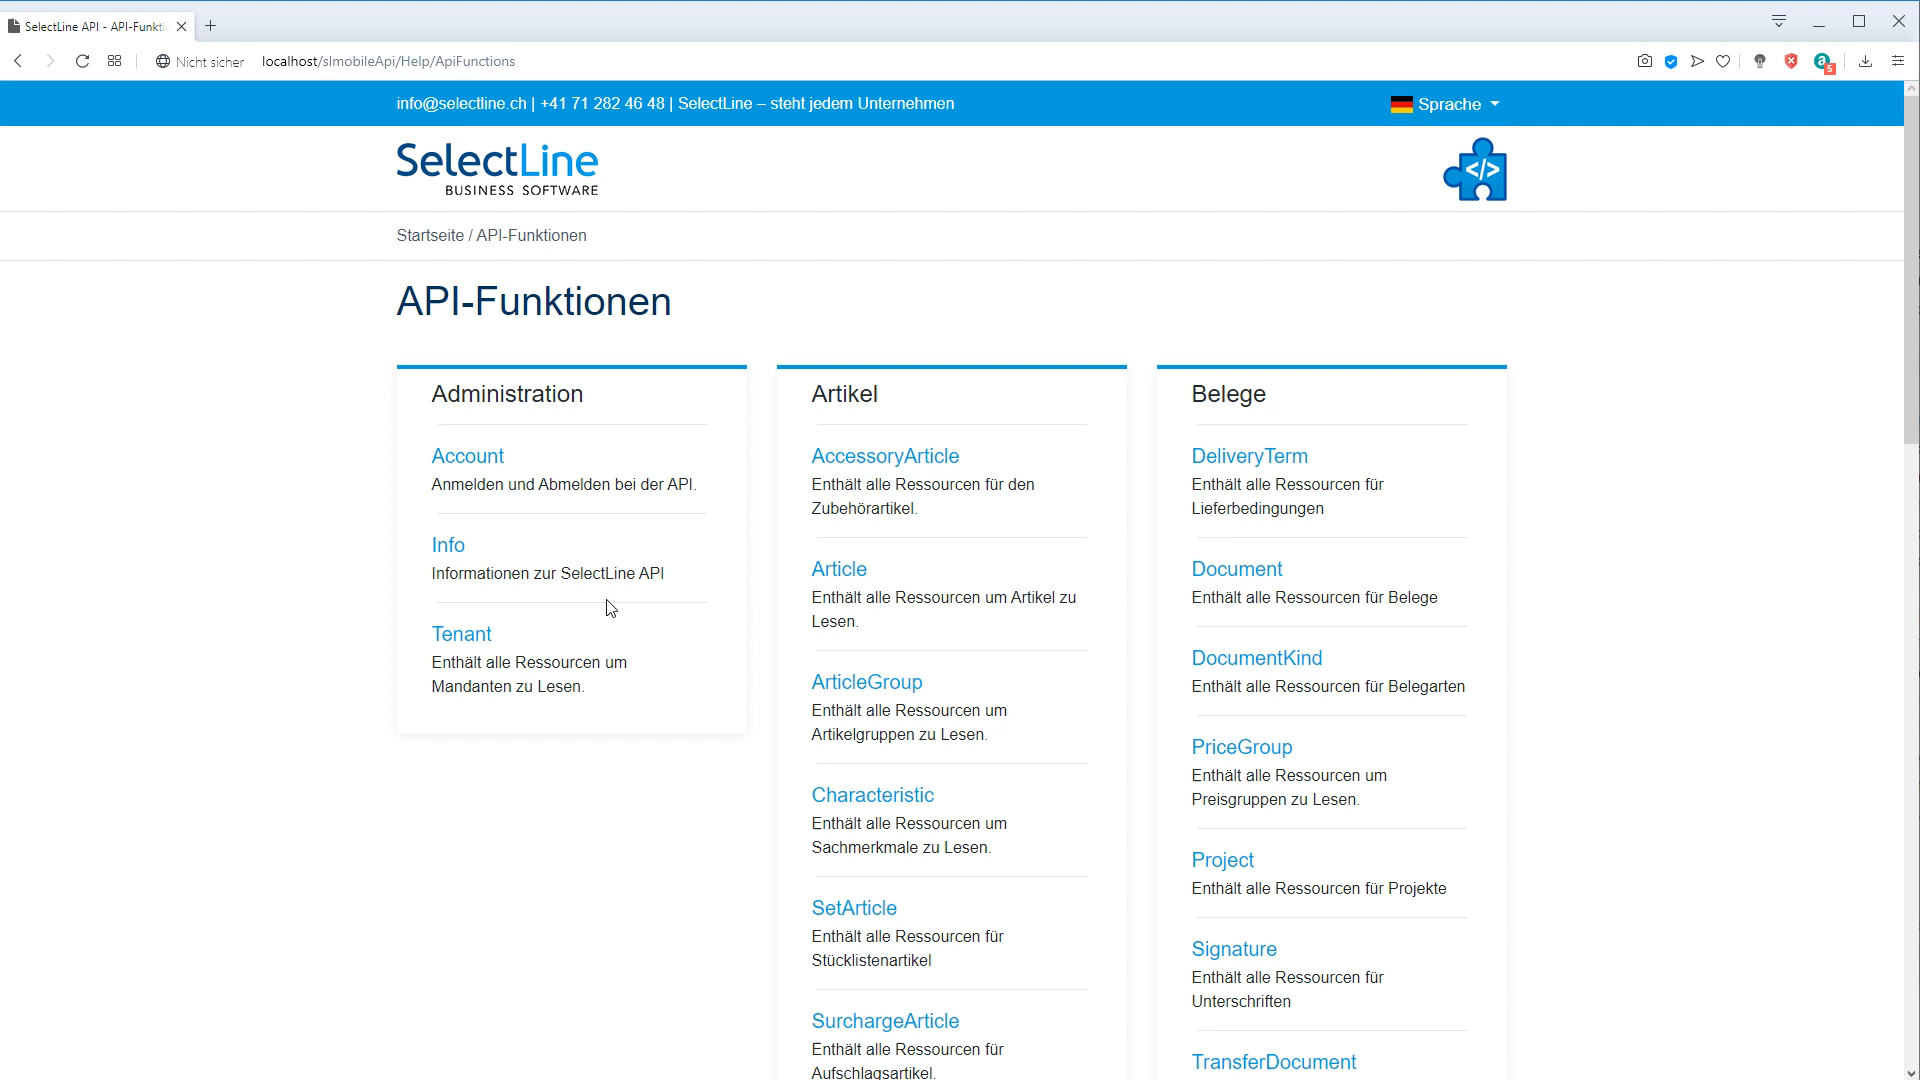 SelectLine API - API-Funkti
Nicht sicher
localhost/slmobileApi/Help/ApiFunctions
5
info@selectline.ch | +41 71 282 46 48 | SelectLine – steht jedem Unternehmen
Sprache
SelectLine
BUSINESS SOFTWARE
</>
Startseite / API-Funktionen
API-Funktionen
Administration
Account
Anmelden und Abmelden bei der API.
Info
Informationen zur SelectLine API
Tenant
Enthält alle Ressourcen um
Mandanten zu Lesen.
Artikel
AccessoryArticle
Enthält alle Ressourcen für den
Zubehörartikel.
Article
Enthält alle Ressourcen um Artikel zu
Lesen.
ArticleGroup
Enthält alle Ressourcen um
Artikelgruppen zu Lesen.
Characteristic
Enthält alle Ressourcen um
Sachmerkmale zu Lesen.
SetArticle
Enthält alle Ressourcen für
Stücklistenartikel
SurchargeArticle
Enthält alle Ressourcen für
Aufschlagsartikel.
Belege
DeliveryTerm
Enthält alle Ressourcen für
Lieferbedingungen
Document
Enthält alle Ressourcen für Belege
DocumentKind
Enthält alle Ressourcen für Belegarten
PriceGroup
Enthält alle Ressourcen um
Preisgruppen zu Lesen.
Project
Enthält alle Ressourcen für Projekte
Signature
Enthält alle Ressourcen für
Unterschriften
TransferDocument